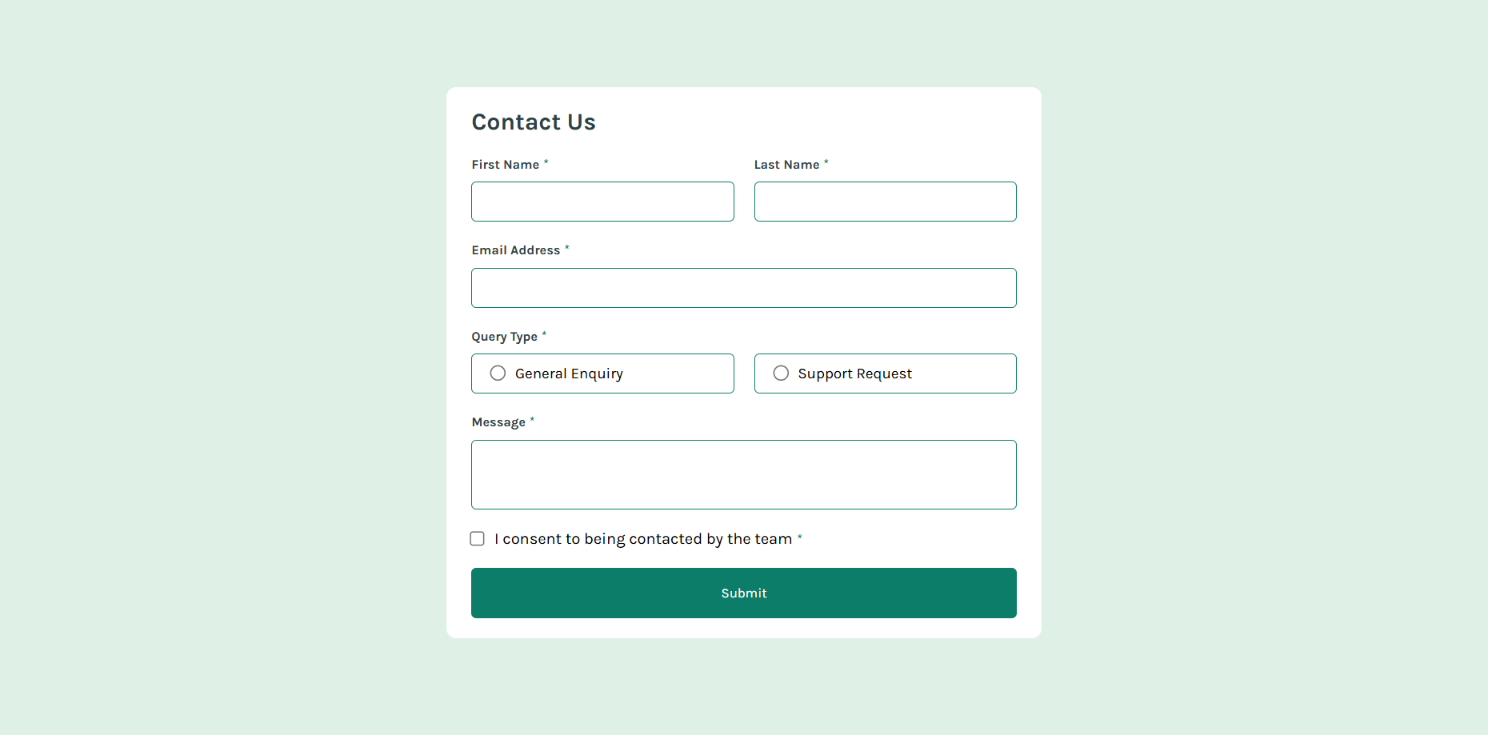 Contact Us
First Name * Last Name *
Email Address *
Query Type *
General Enquiry Support Request
Message *
I consent to being contacted by the team *
Submit